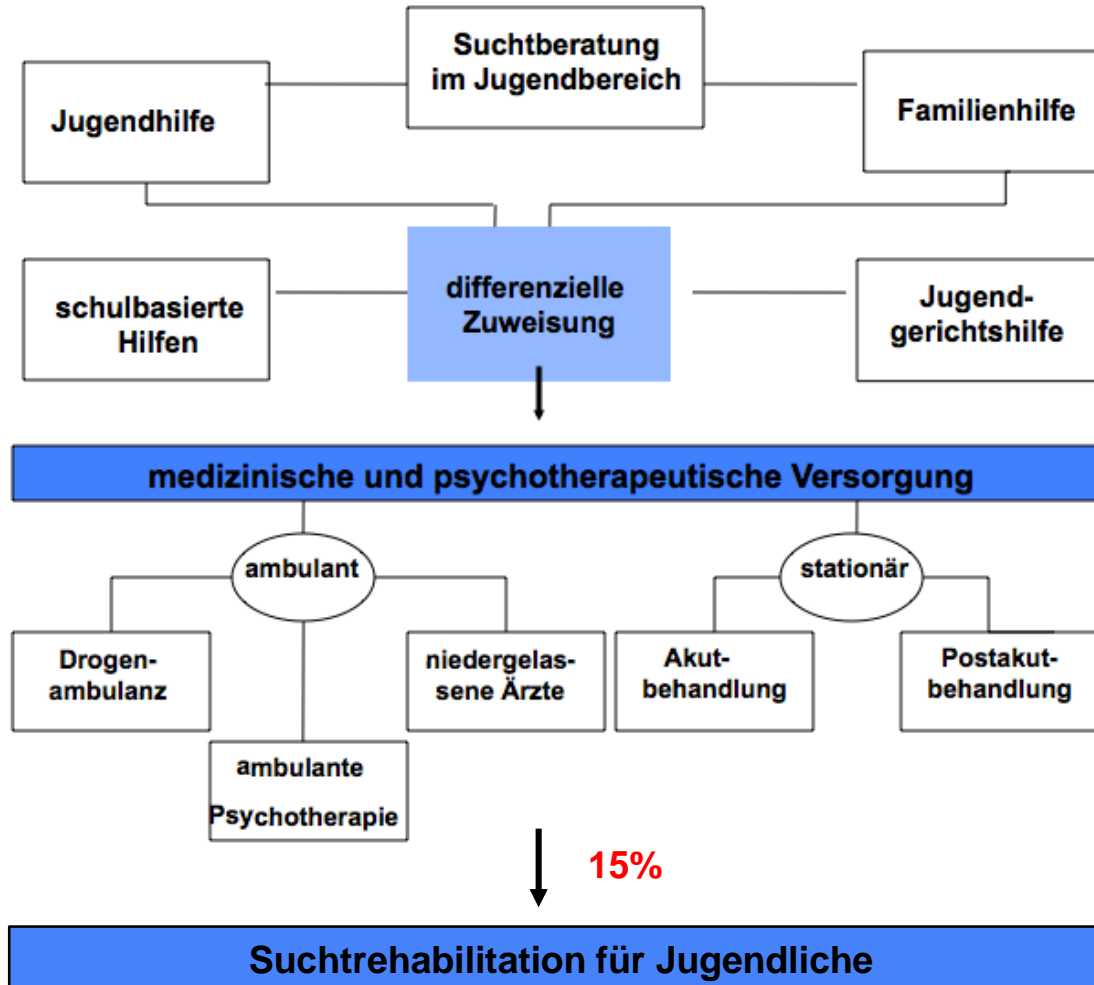 Suchtberatung
im Jugendbereich
Jugendhilfe
Familienhilfe
schulbasierte
Hilfen
differenzielle
Zuweisung
Jugend-
gerichtshilfe
medizinische und psychotherapeutische Versorgung
ambulant
stationär
Drogen-
ambulanz
niedergelas-
sene Ärzte
Akut-
behandlung
Postakut-
behandlung
ambulante
Psychotherapie
15%
Suchtrehabilitation für Jugendliche